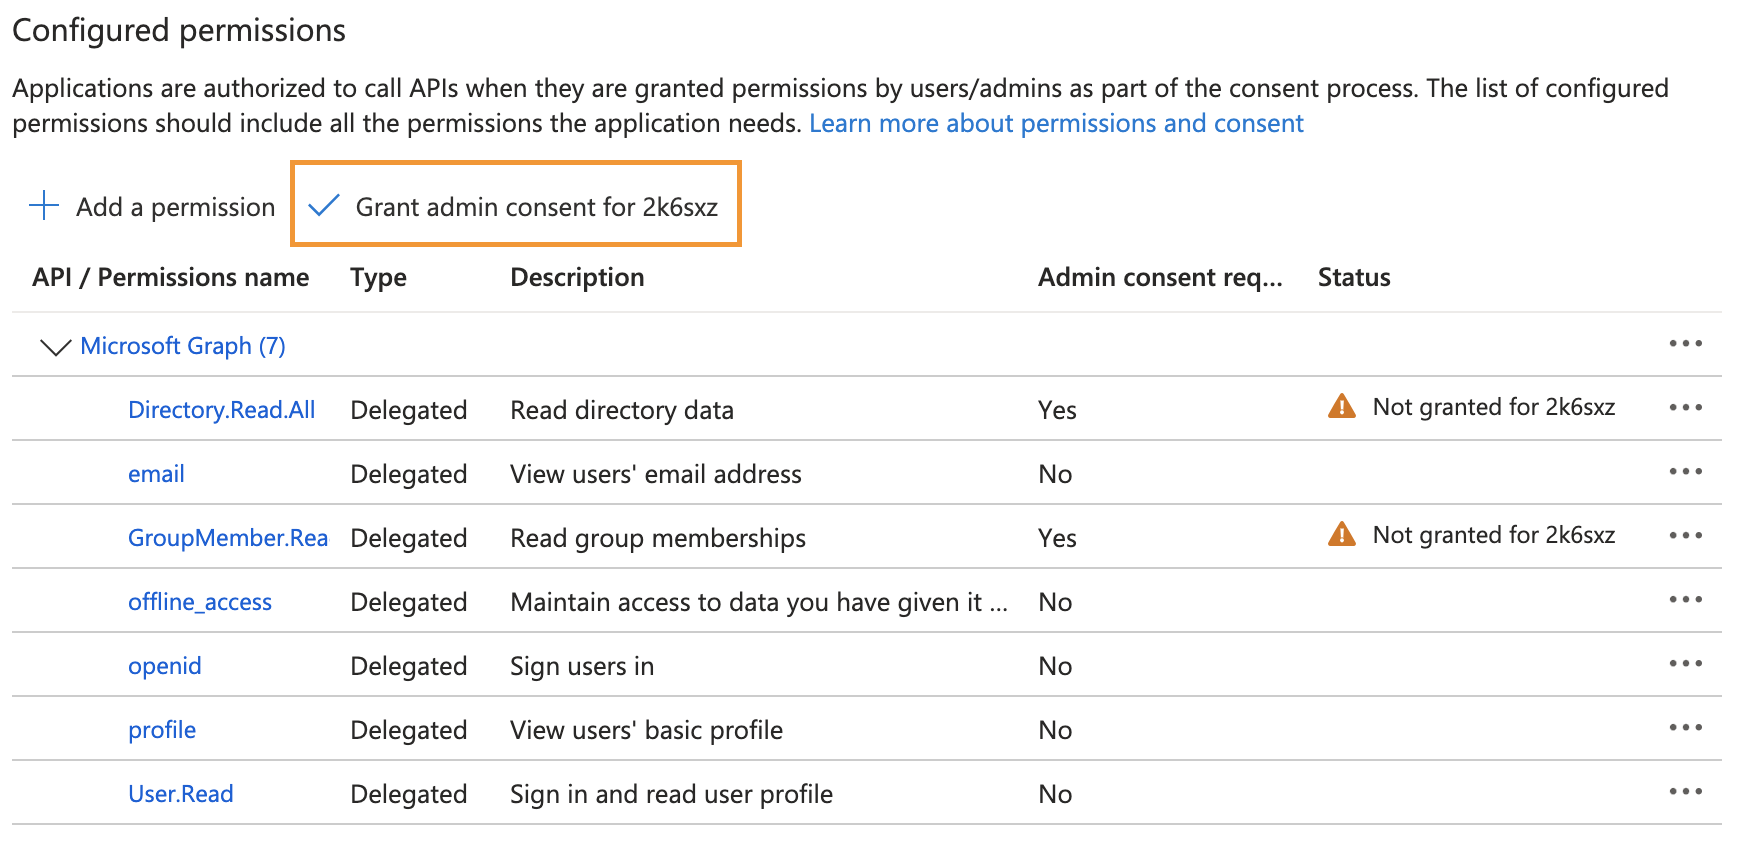 Configured permissions
Applications are authorized to call APIs when they are granted permissions by users/admins as part of the consent process. The list of configured
permissions should include all the permissions the application needs. Learn more about permissions and consent
Add a permission Grant admin consent for 2k6sxz
API / Permissions name Type Description Admin consent req... Status
Microsoft Graph (7)
Directory.Read.All Delegated Read directory data Yes Not granted for 2k6sxz
email Delegated View users' email address No
GroupMember.Rea Delegated Read group memberships Yes Not granted for 2k6sxz
offline_access Delegated Maintain access to data you have given it ... No
openid Delegated Sign users in No
profile Delegated View users' basic profile No
User.Read Delegated Sign in and read user profile No